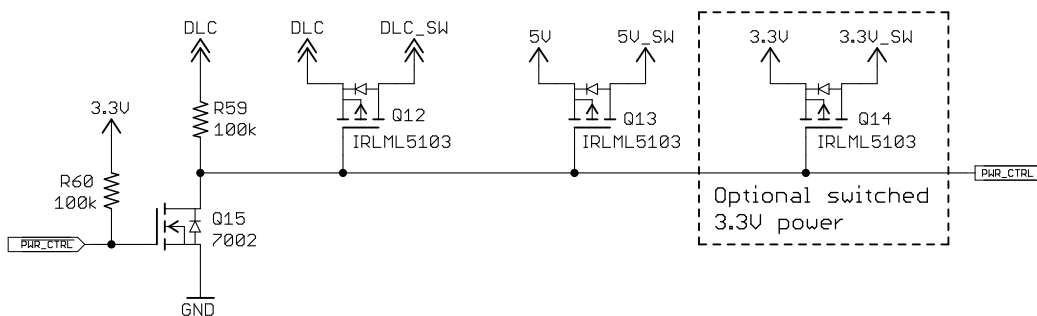 DLC
DLC
DLC_SW
5V
5V_SW
3.3V
3.3V_SW
3.3V
R59
100k
Q12
IRLML5103
Q13
IRLML5103
Q14
IRLML5103
R60
100k
PWR_CTRL
Optional switched
3.3V power
Q15
7002
PWR_CTRL
GND